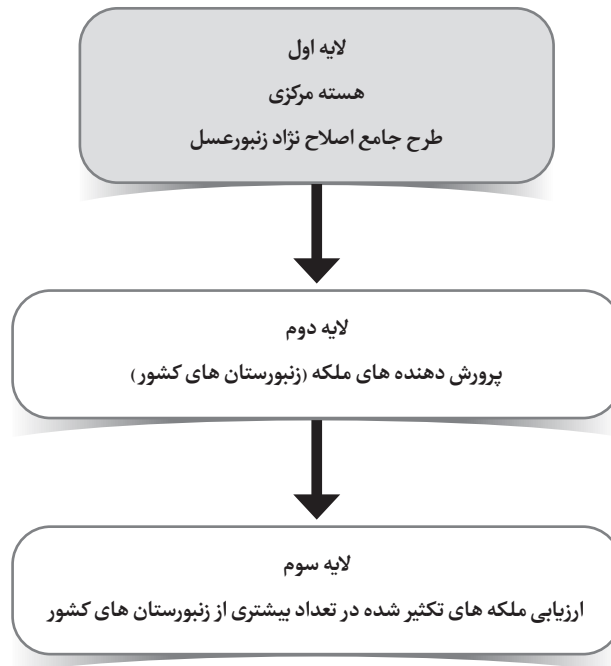 لایه اول
هسته مرکزی
طرح جامع اصلاح نژاد زنبورعسل
لایه دوم
پرورش دهنده های ملکه (زنبورستان های کشور)
لایه سوم
ارزیابی ملکه های تکثیر شده در تعداد بیشتری از زنبورستان های کشور